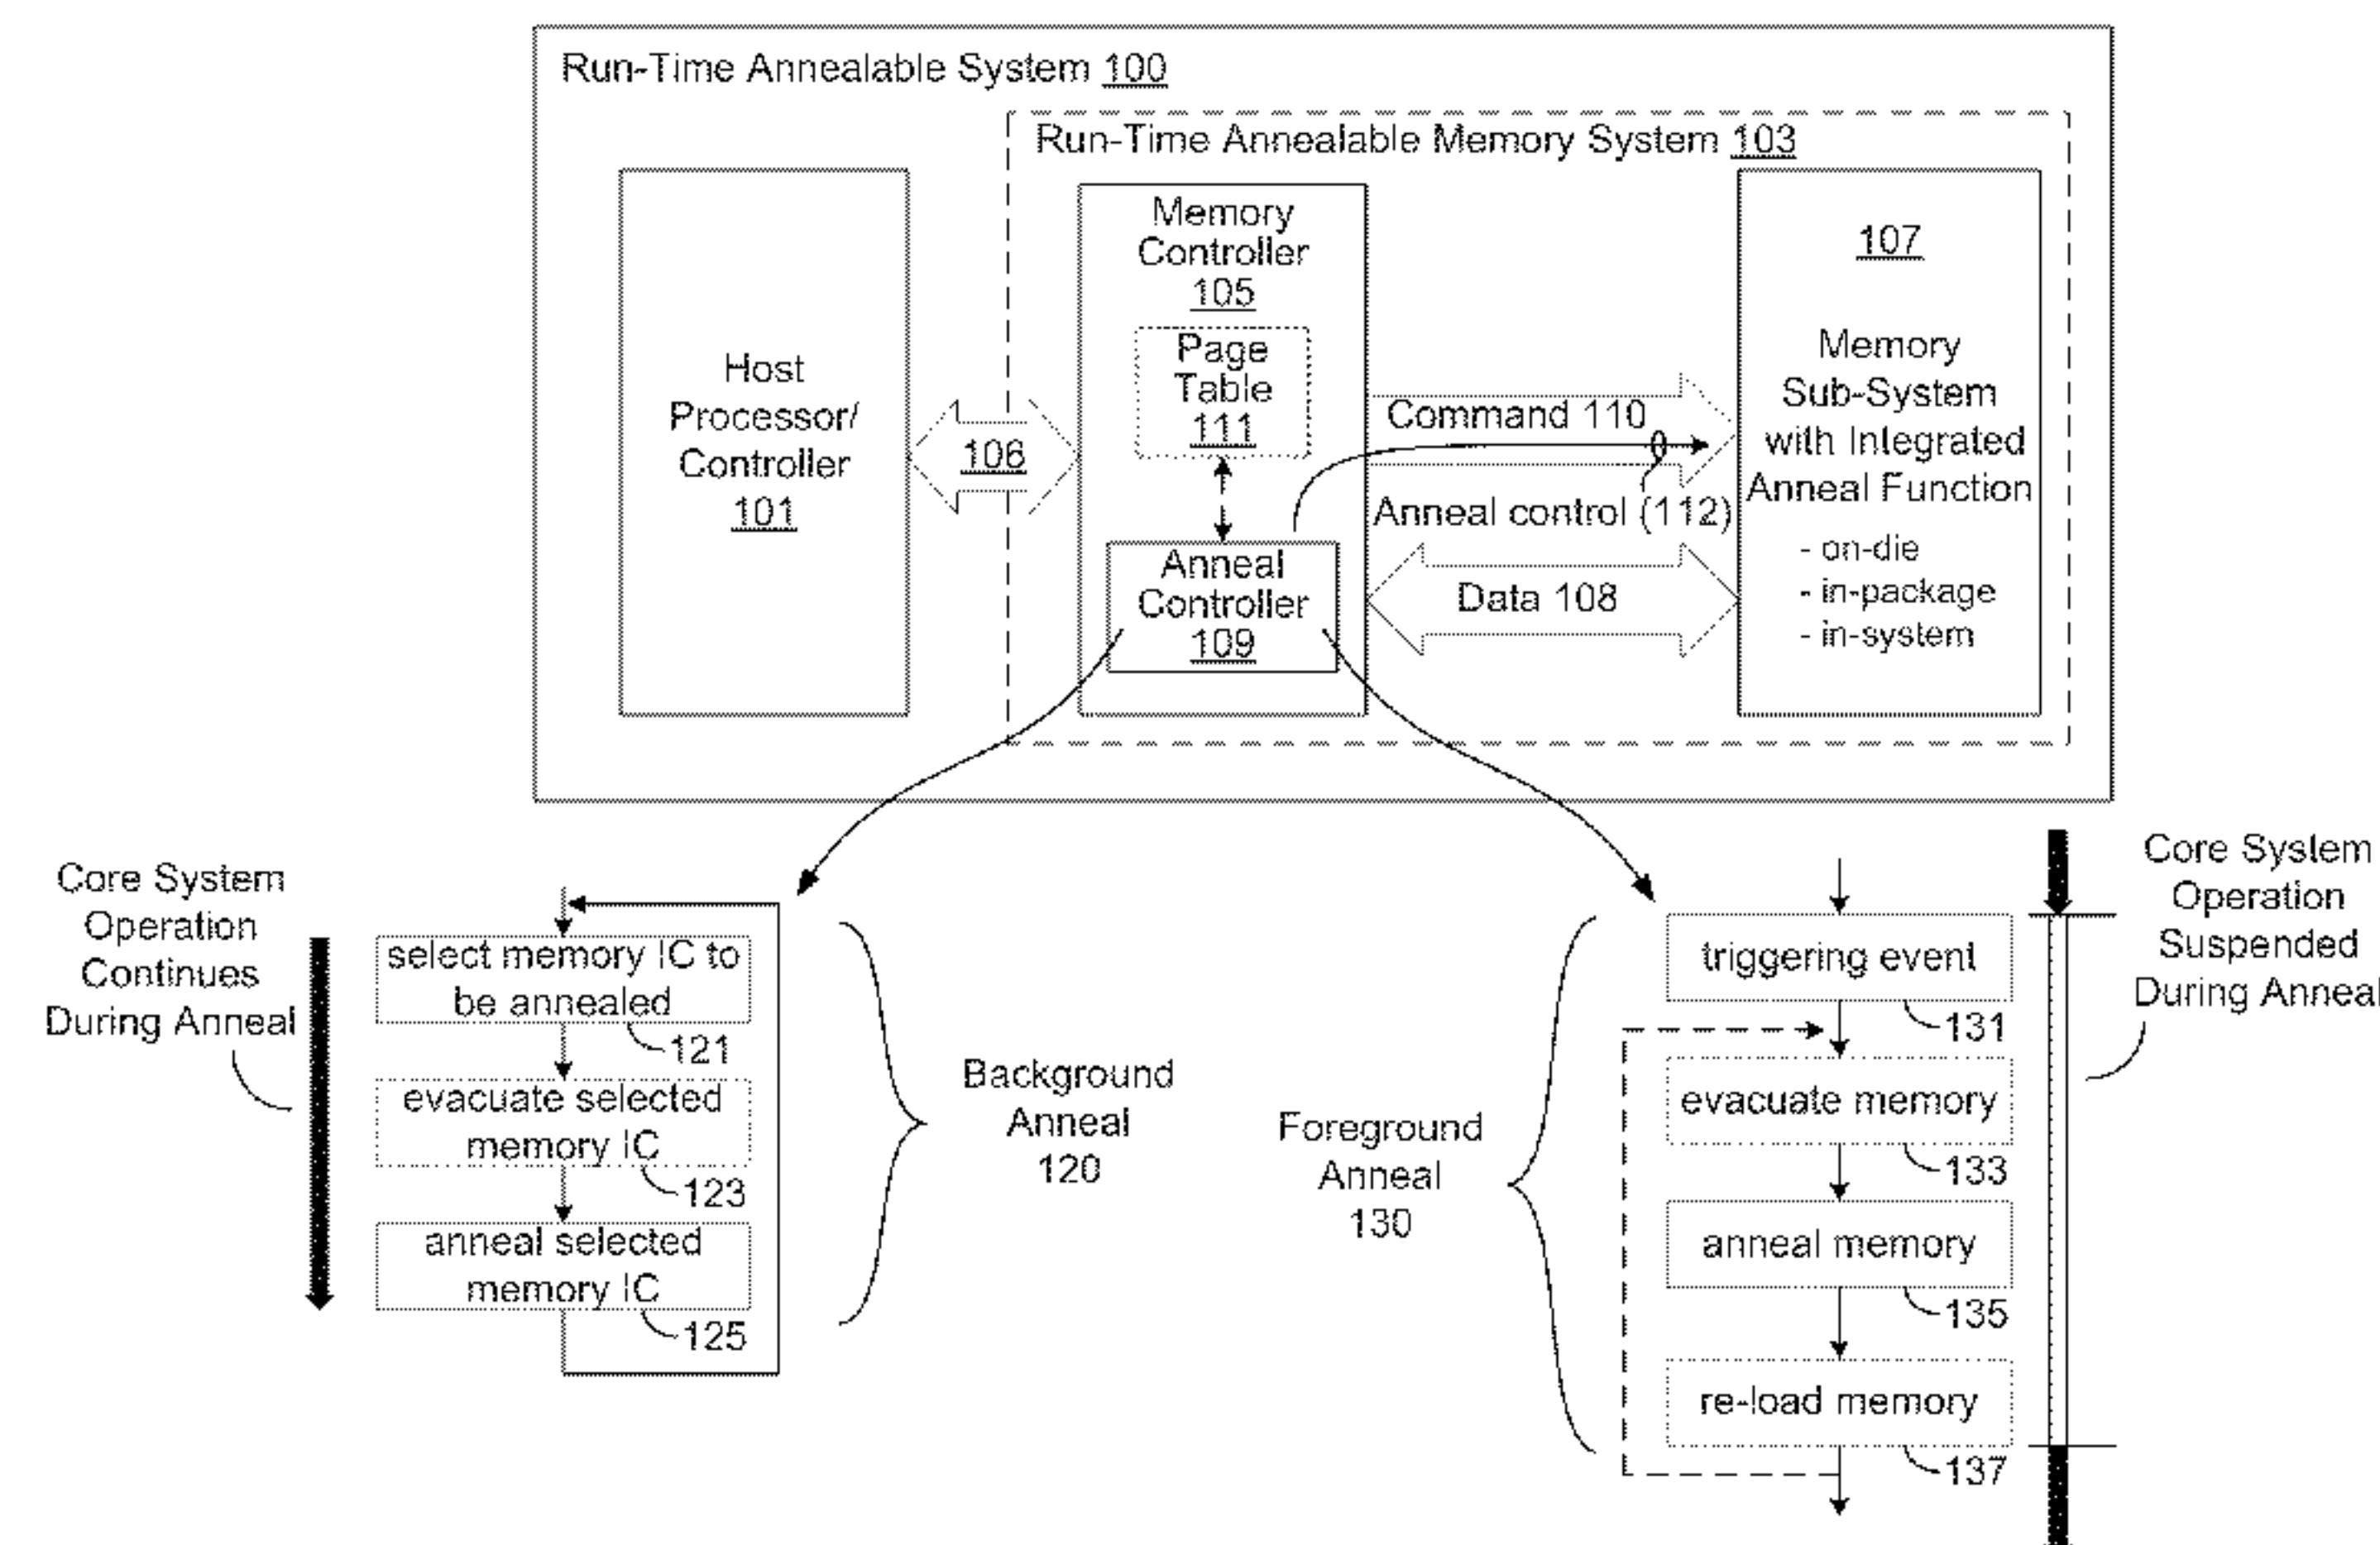 Run-Time Annealable System 100
Run-Time Annealable Memory System 103
Host
Processor/
Controller
101
106
Memory
Controller
105
Page
Table
111
Anneal
Controller
109
Command 110
Anneal control (112)
Data 108
107
Memory
Sub-System
with Integrated
Anneal Function
- on-die
- in-package
- in-system
Core System
Operation
Continues
During Anneal
select memory IC to
be annealed
121
evacuate selected
memory IC
123
anneal selected
memory IC
125
Background
Anneal
120
Foreground
Anneal
130
triggering event
131
evacuate memory
133
anneal memory
135
re-load memory
137
Core System
Operation
Suspended
During Anneal